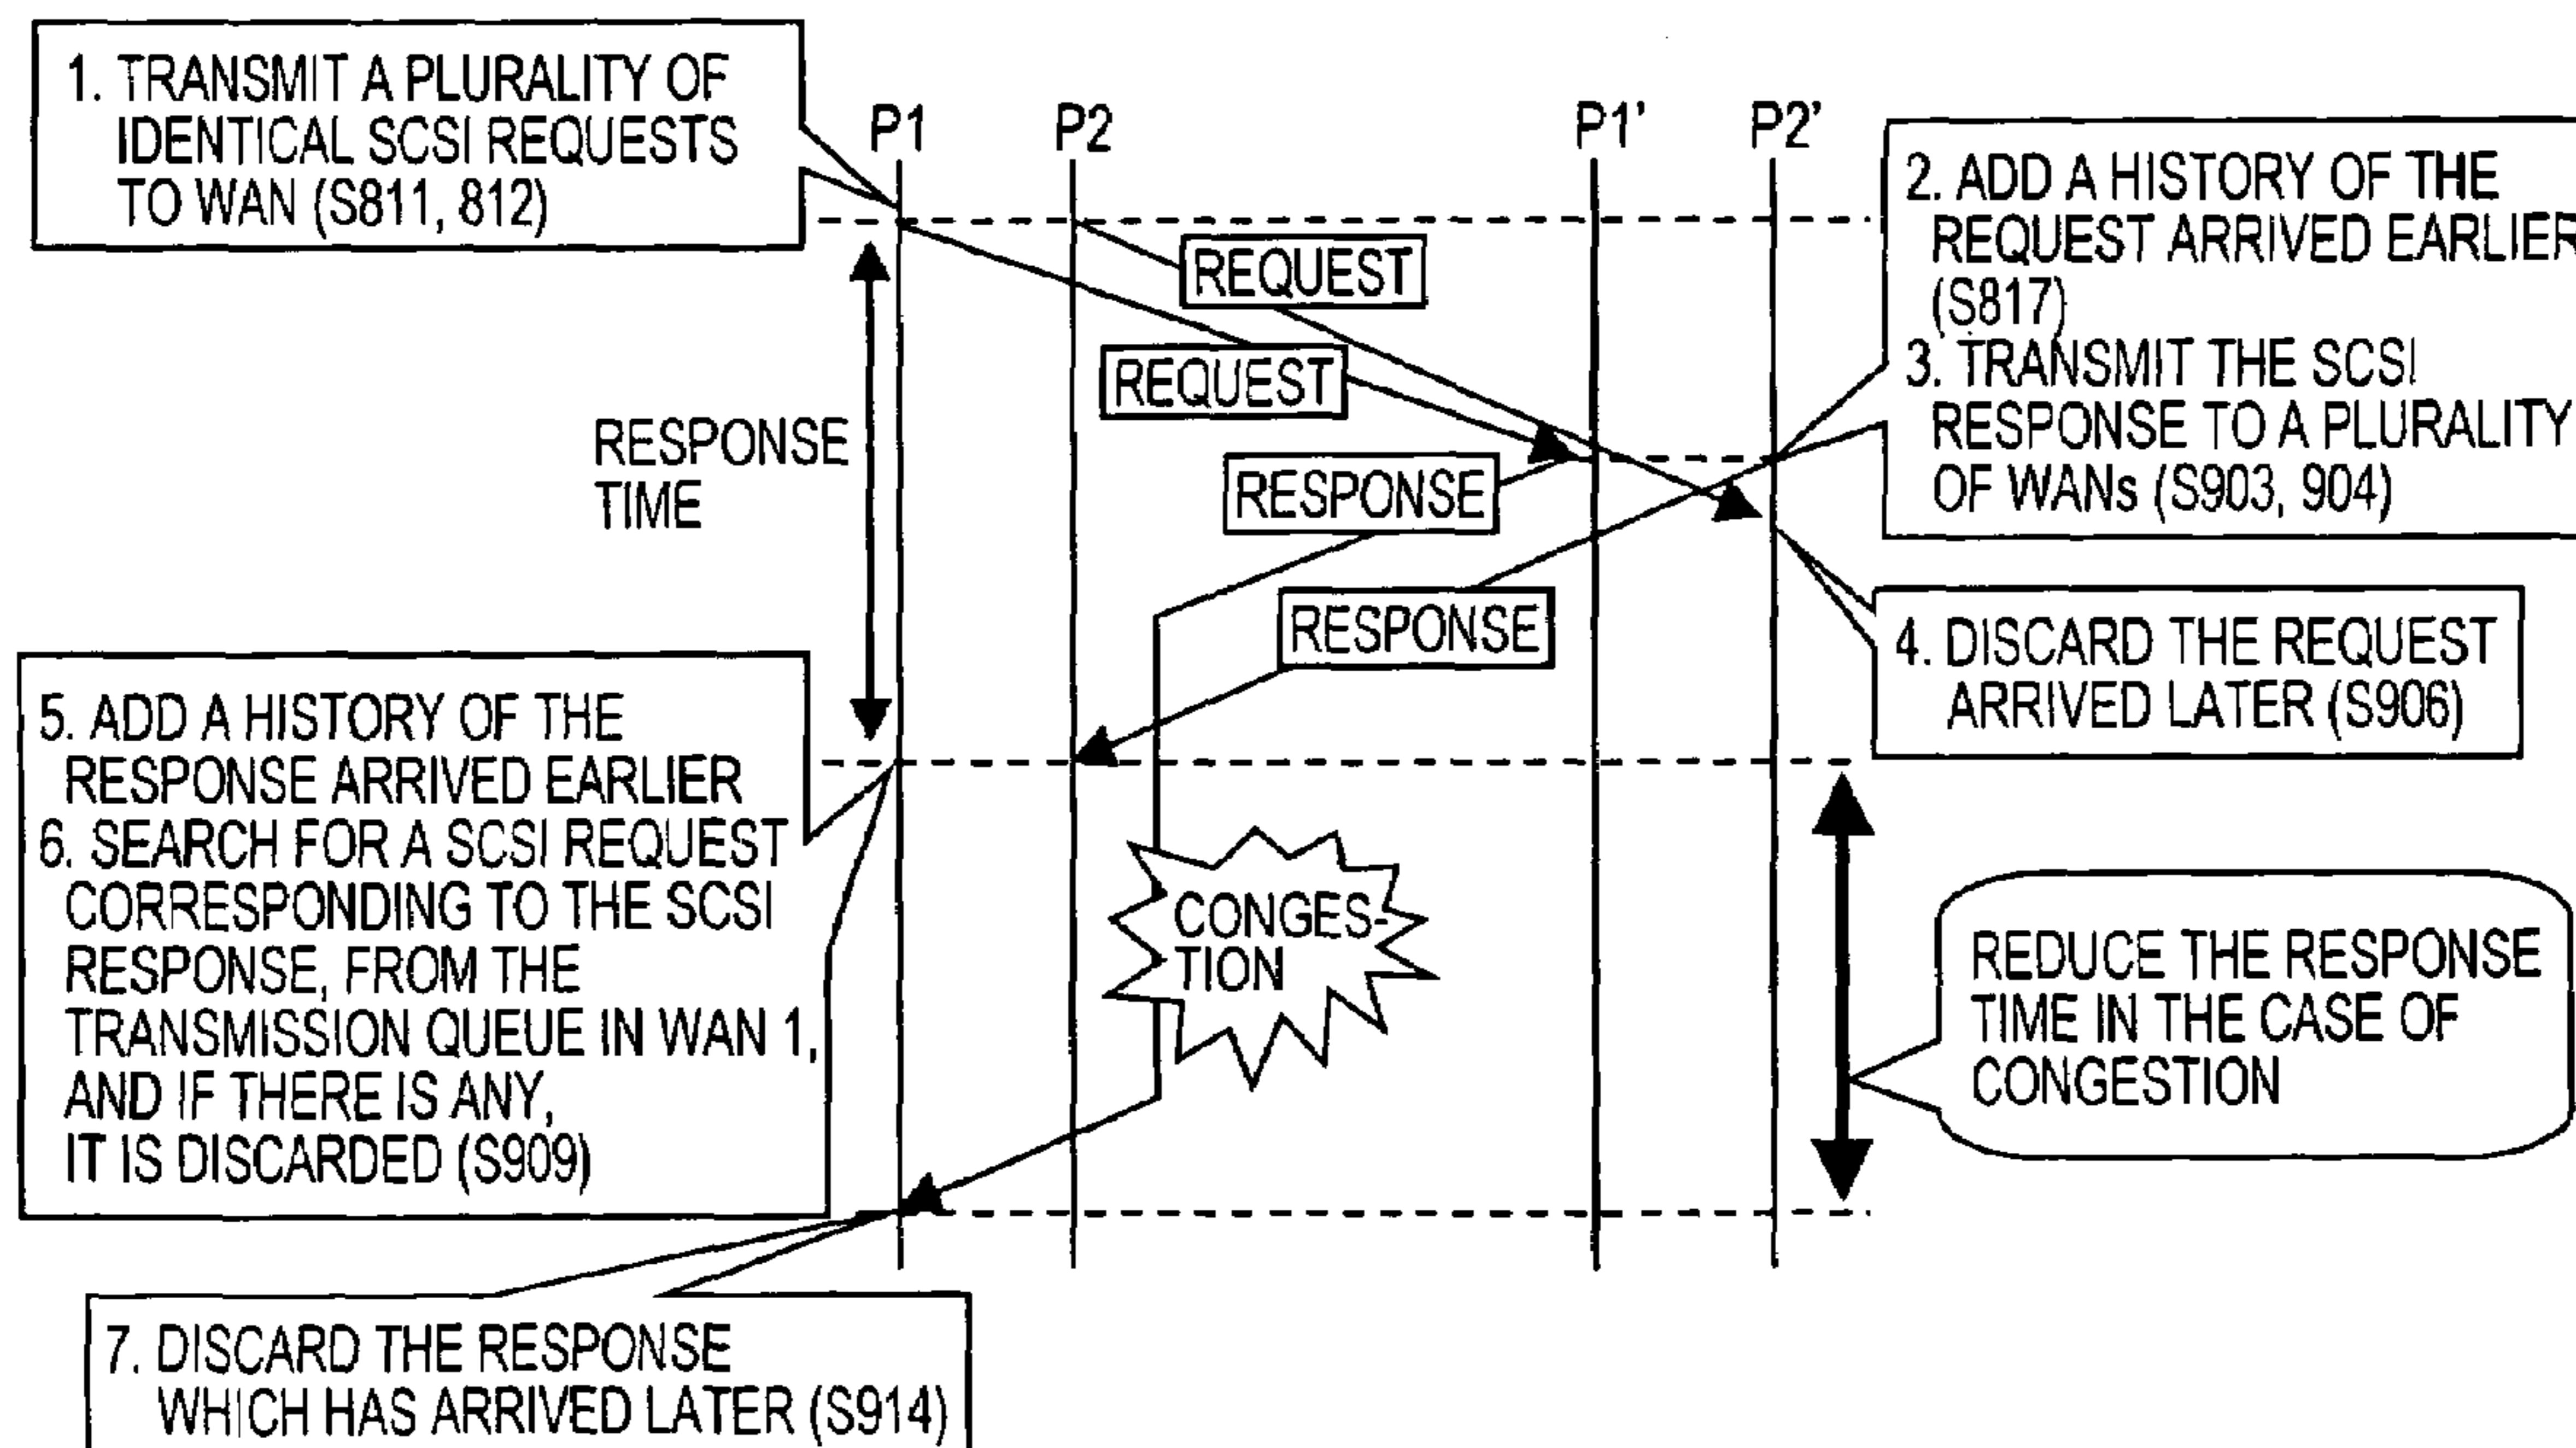 1. TRANSMIT A PLURALITY OF
IDENTICAL SCSI REQUESTS
TO WAN (S811, 812)
P1
P2
P1'
P2'
2. ADD A HISTORY OF THE
REQUEST ARRIVED EARLIER
(S817)
3. TRANSMIT THE SCSI
RESPONSE TO A PLURALITY
OF WANs (S903, 904)
REQUEST
REQUEST
RESPONSE
TIME
RESPONSE
RESPONSE
4. DISCARD THE REQUEST
ARRIVED LATER (S906)
5. ADD A HISTORY OF THE
RESPONSE ARRIVED EARLIER
6. SEARCH FOR A SCSI REQUEST
CORRESPONDING TO THE SCSI
RESPONSE, FROM THE
TRANSMISSION QUEUE IN WAN 1,
AND IF THERE IS ANY,
IT IS DISCARDED (S909)
CONGES-
TION
REDUCE THE RESPONSE
TIME IN THE CASE OF
CONGESTION
7. DISCARD THE RESPONSE
WHICH HAS ARRIVED LATER (S914)